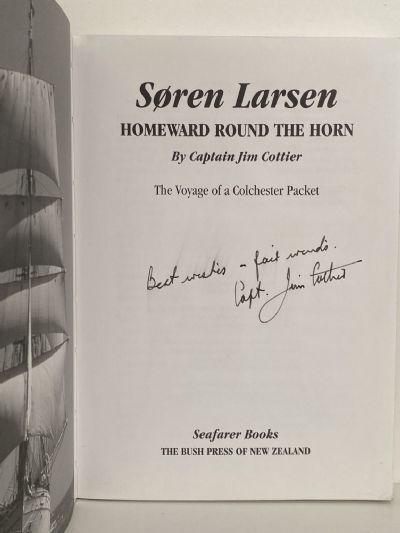 Søren Larsen
HOMEWARD ROUND THE HORN
By Captain Jim Cottier
The Voyage of a Colchester Packet
Best wishes – fair winds.
Capt. Jim Cottier
Seafarer Books
THE BUSH PRESS OF NEW ZEALAND